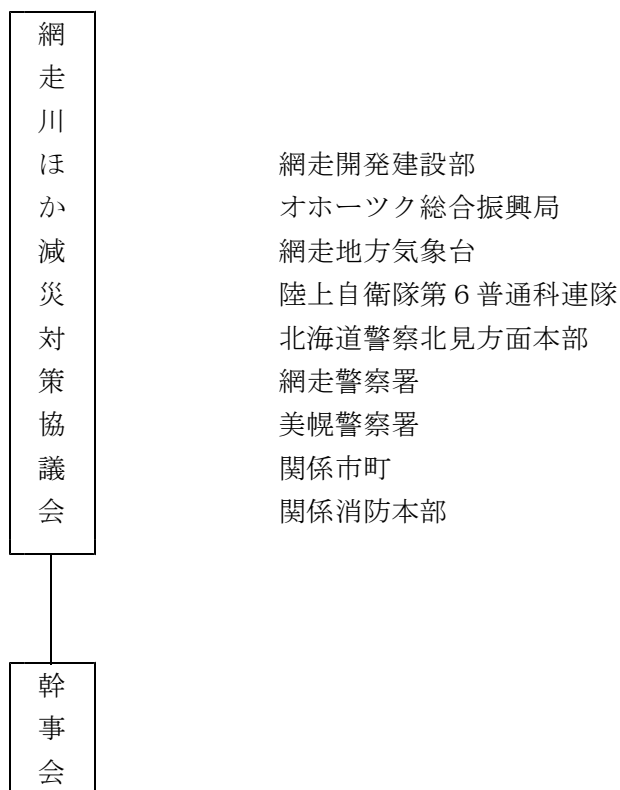 網走川ほか減災対策協議会
網走開発建設部
オホーツク総合振興局
網走地方気象台
陸上自衛隊第６普通科連隊
北海道警察北見方面本部
網走警察署
美幌警察署
関係市町
関係消防本部
幹事会